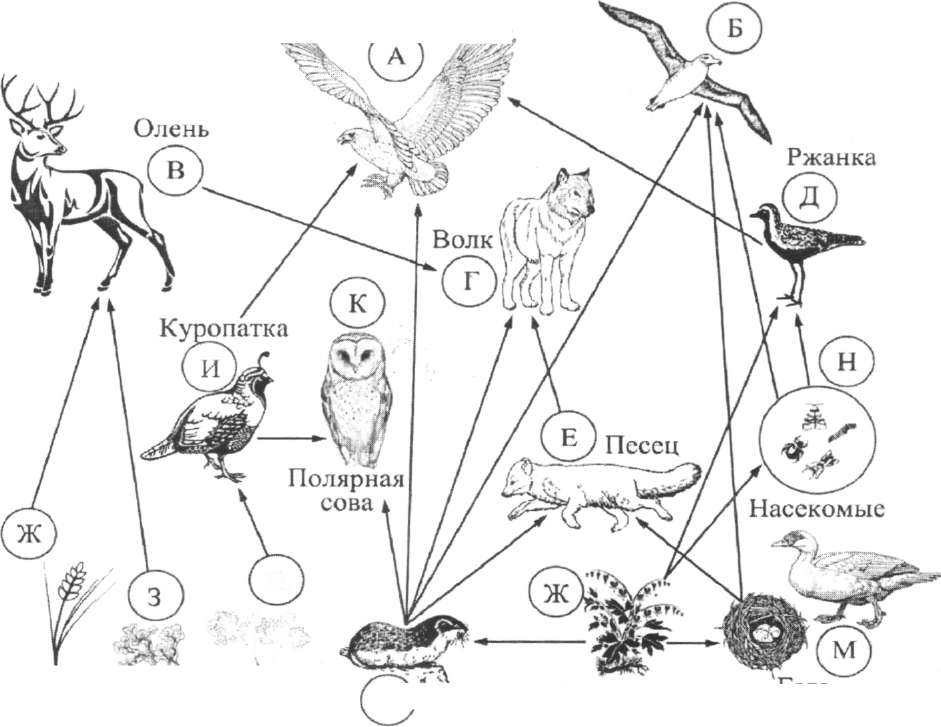 Б
А
Олень
В
Ржанка
Д
Волк
Г
К
Куропатка
И
Н
Е
Песец
Полярная
сова
Насекомые
Ж
З
Ж
М